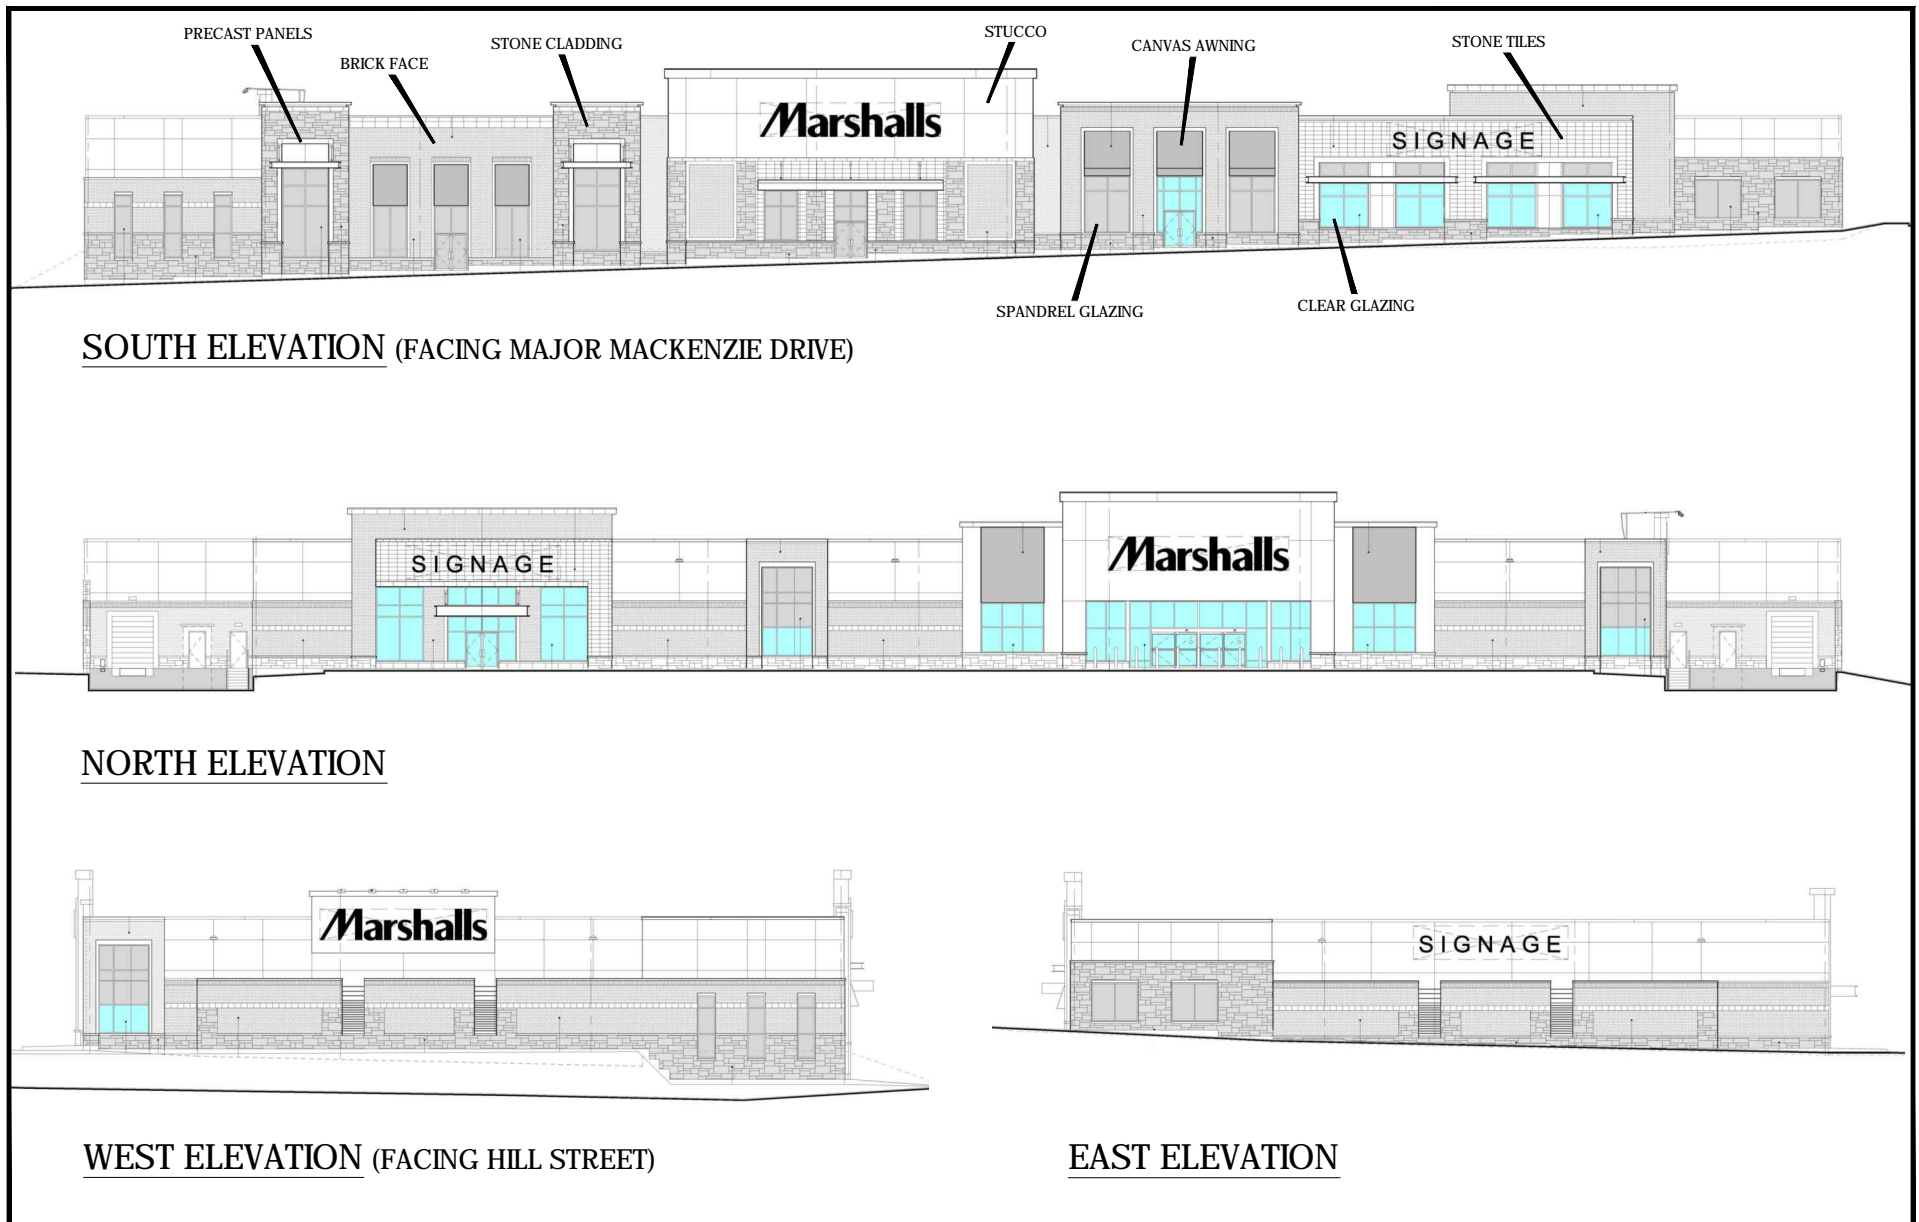 PRECAST PANELS
BRICK FACE
STONE CLADDING
STUCCO
CANVAS AWNING
STONE TILES
Marshalls
SIGNAGE
SPANDREL GLAZING
CLEAR GLAZING
SOUTH ELEVATION (FACING MAJOR MACKENZIE DRIVE)
SIGNAGE
Marshalls
NORTH ELEVATION
Marshalls
SIGNAGE
WEST ELEVATION (FACING HILL STREET)
EAST ELEVATION